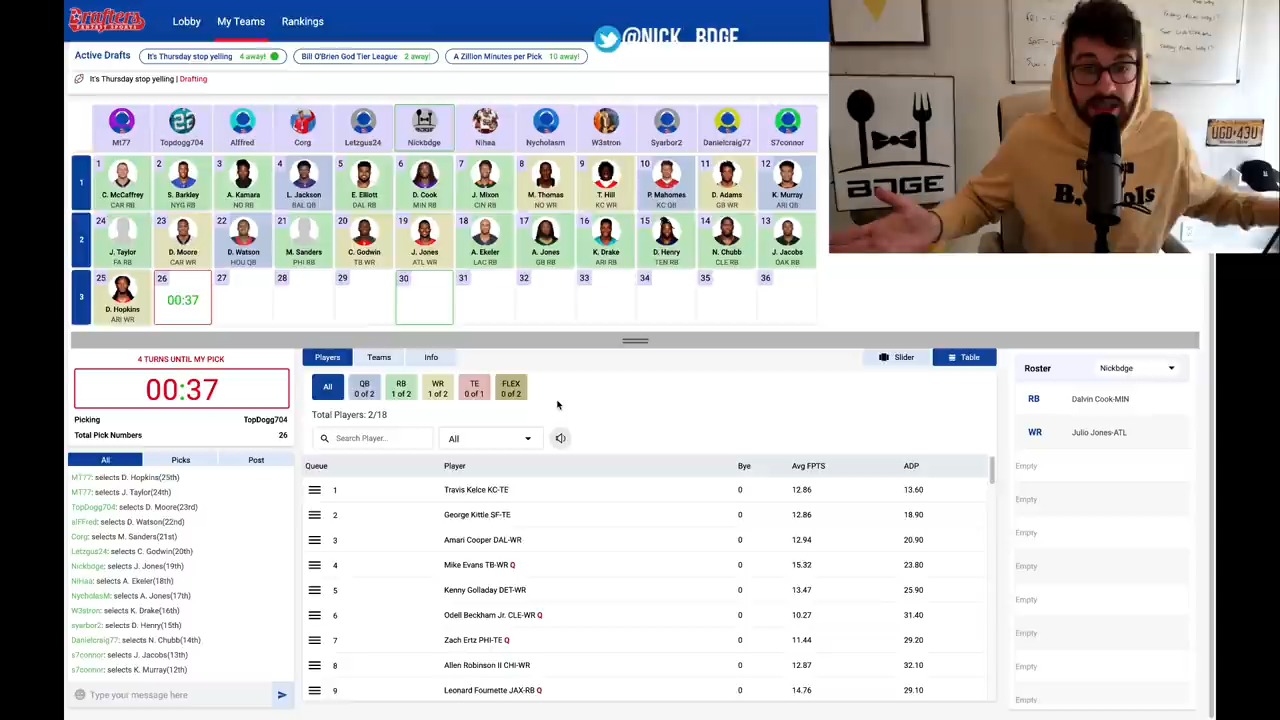 Drafters
FANTASY SPORTS
Lobby
My Teams
Rankings
@NICK_BDGE
Active Drafts
It's Thursday stop yelling 4 away!
Bill O'Brien God Tier League 2 away!
A Zillion Minutes per Pick 10 away!
It's Thursday stop yelling | Drafting
Mt77
Topdogg704
Alffred
Corg
Letzgus24
Nickbdge
Nihaa
Nycholasm
W3stron
Syarbor2
Danielcraig77
S7connor
1
1
C. McCaffrey
CAR RB
2
S. Barkley
NYG RB
3
A. Kamara
NO RB
4
L. Jackson
BAL QB
5
E. Elliott
DAL RB
6
D. Cook
MIN RB
7
J. Mixon
CIN RB
8
M. Thomas
NO WR
9
T. Hill
KC WR
10
P. Mahomes
KC QB
11
D. Adams
GB WR
12
K. Murray
ARI QB
2
24
J. Taylor
FA RB
23
D. Moore
CAR WR
22
D. Watson
HOU QB
21
M. Sanders
PHI RB
20
C. Godwin
TB WR
19
J. Jones
ATL WR
18
A. Ekeler
LAC RB
17
A. Jones
GB RB
16
K. Drake
ARI RB
15
D. Henry
TEN RB
14
N. Chubb
CLE RB
13
J. Jacobs
OAK RB
3
25
D. Hopkins
ARI WR
26
00:37
27
28
29
30
31
32
33
34
35
36
4 TURNS UNTIL MY PICK
00:37
Picking TopDogg704
Total Pick Numbers 26
All
Picks
Post
MT77: selects D. Hopkins(25th)
MT77: selects J. Taylor(24th)
TopDogg704: selects D. Moore(23rd)
alFFred: selects D. Watson(22nd)
Corg: selects M. Sanders(21st)
Letzgus24: selects C. Godwin(20th)
Nickbdge: selects J. Jones(19th)
NiHaa: selects A. Ekeler(18th)
NycholasM: selects A. Jones(17th)
W3stron: selects K. Drake(16th)
syarbor2: selects D. Henry(15th)
Danielcraig77: selects N. Chubb(14th)
s7connor: selects J. Jacobs(13th)
s7connor: selects K. Murray(12th)
Type your message here
Players
Teams
Info
Slider
Table
All
QB
0 of 2
RB
1 of 2
WR
1 of 2
TE
0 of 1
FLEX
0 of 2
Total Players: 2/18
Search Player...
All
Queue Player Bye Avg FPTS ADP
1 Travis Kelce KC-TE 0 12.86 13.60
2 George Kittle SF-TE 0 12.86 18.90
3 Amari Cooper DAL-WR 0 12.94 20.90
4 Mike Evans TB-WR Q 0 15.32 23.80
5 Kenny Golladay DET-WR 0 13.47 25.90
6 Odell Beckham Jr. CLE-WR Q 0 10.27 31.40
7 Zach Ertz PHI-TE Q 0 11.44 29.20
8 Allen Robinson II CHI-WR 0 12.87 32.10
9 Leonard Fournette JAX-RB Q 0 14.76 29.10
Roster Nickbdge
RB Dalvin Cook-MIN
WR Julio Jones-ATL
Empty
Empty
Empty
Empty
Empty
Empty
Empty
Empty
BDGE
UGD•43U